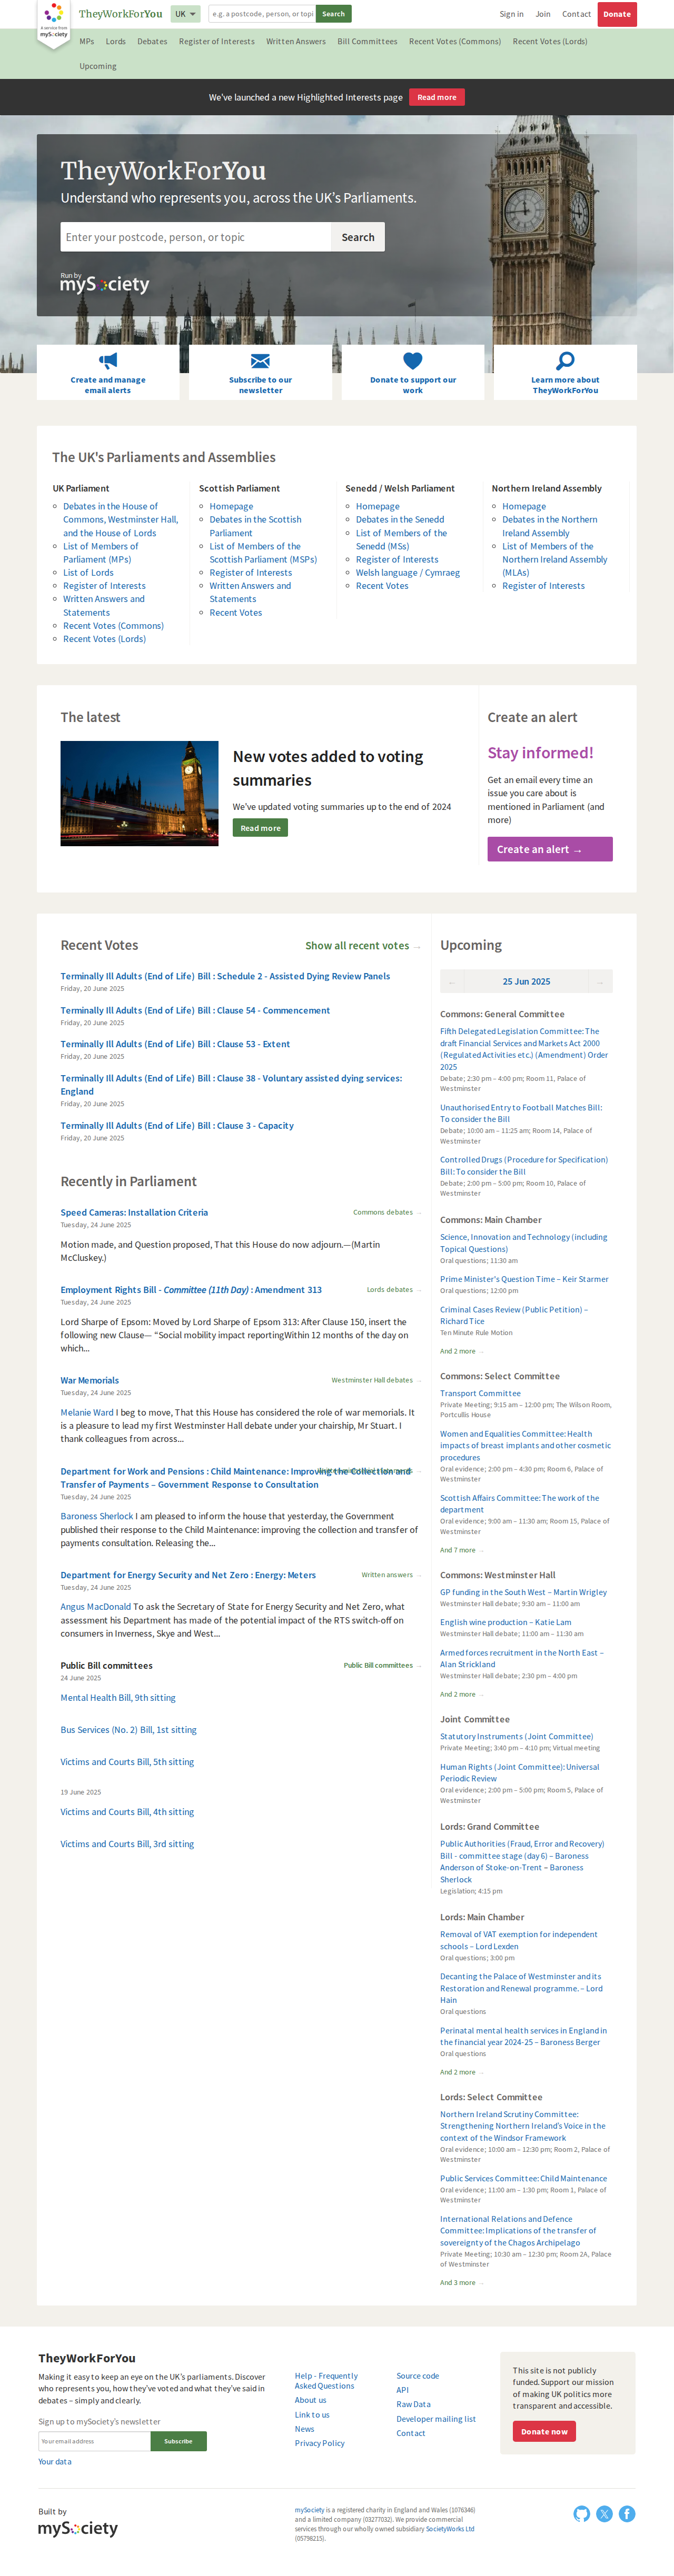 a service from
mySociety
TheyWorkForYou
UK
e.g. a postcode, person, or topi
Search
Sign in
Join
Contact
Donate
MPs
Lords
Debates
Register of Interests
Written Answers
Bill Committees
Recent Votes (Commons)
Recent Votes (Lords)
Upcoming
We've launched a new Highlighted Interests page
Read more
TheyWorkForYou
Understand who represents you, across the UK's Parliaments.
Enter your postcode, person, or topic
Search
Run by
mySociety
Create and manage
email alerts
Subscribe to our
newsletter
Donate to support our
work
Learn more about
TheyWorkForYou
The UK's Parliaments and Assemblies
UK Parliament
Debates in the House of
Commons, Westminster Hall,
and the House of Lords
List of Members of
Parliament (MPs)
List of Lords
Register of Interests
Written Answers and
Statements
Recent Votes (Commons)
Recent Votes (Lords)
Scottish Parliament
Homepage
Debates in the Scottish
Parliament
List of Members of the
Scottish Parliament (MSPs)
Register of Interests
Written Answers and
Statements
Recent Votes
Senedd / Welsh Parliament
Homepage
Debates in the Senedd
List of Members of the
Senedd (MSs)
Register of Interests
Welsh language / Cymraeg
Recent Votes
Northern Ireland Assembly
Homepage
Debates in the Northern
Ireland Assembly
List of Members of the
Northern Ireland Assembly
(MLAs)
Register of Interests
The latest
New votes added to voting
summaries
We've updated voting summaries up to the end of 2024
Read more
Create an alert
Stay informed!
Get an email every time an
issue you care about is
mentioned in Parliament (and
more)
Create an alert →
Recent Votes
Show all recent votes →
Terminally Ill Adults (End of Life) Bill : Schedule 2 - Assisted Dying Review Panels
Friday, 20 June 2025
Terminally Ill Adults (End of Life) Bill : Clause 54 - Commencement
Friday, 20 June 2025
Terminally Ill Adults (End of Life) Bill : Clause 53 - Extent
Friday, 20 June 2025
Terminally Ill Adults (End of Life) Bill : Clause 38 - Voluntary assisted dying services:
England
Friday, 20 June 2025
Terminally Ill Adults (End of Life) Bill : Clause 3 - Capacity
Friday, 20 June 2025
Recently in Parliament
Speed Cameras: Installation Criteria
Commons debates →
Tuesday, 24 June 2025
Motion made, and Question proposed, That this House do now adjourn.—(Martin
McCluskey.)
Employment Rights Bill - Committee (11th Day) : Amendment 313
Lords debates →
Tuesday, 24 June 2025
Lord Sharpe of Epsom: Moved by Lord Sharpe of Epsom 313: After Clause 150, insert the
following new Clause— “Social mobility impact reportingWithin 12 months of the day on
which...
War Memorials
Westminster Hall debates →
Tuesday, 24 June 2025
Melanie Ward I beg to move, That this House has considered the role of war memorials. It
is a pleasure to lead my first Westminster Hall debate under your chairship, Mr Stuart. I
thank colleagues from across...
Department for Work and Pensions : Child Maintenance: Improving the Collection and
Transfer of Payments – Government Response to Consultation
Tuesday, 24 June 2025
Baroness Sherlock I am pleased to inform the house that yesterday, the Government
published their response to the Child Maintenance: improving the collection and transfer of
payments consultation. Releasing the...
Department for Energy Security and Net Zero : Energy: Meters
Written answers →
Tuesday, 24 June 2025
Angus MacDonald To ask the Secretary of State for Energy Security and Net Zero, what
assessment his Department has made of the potential impact of the RTS switch-off on
consumers in Inverness, Skye and West...
Public Bill committees
Public Bill committees →
24 June 2025
Mental Health Bill, 9th sitting
Bus Services (No. 2) Bill, 1st sitting
Victims and Courts Bill, 5th sitting
19 June 2025
Victims and Courts Bill, 4th sitting
Victims and Courts Bill, 3rd sitting
Upcoming
← 25 Jun 2025 →
Commons: General Committee
Fifth Delegated Legislation Committee: The
draft Financial Services and Markets Act 2000
(Regulated Activities etc.) (Amendment) Order
2025
Debate; 2:30 pm – 4:00 pm; Room 11, Palace of
Westminster
Unauthorised Entry to Football Matches Bill:
To consider the Bill
Debate; 10:00 am – 11:25 am; Room 14, Palace of
Westminster
Controlled Drugs (Procedure for Specification)
Bill: To consider the Bill
Debate; 2:00 pm – 5:00 pm; Room 10, Palace of
Westminster
Commons: Main Chamber
Science, Innovation and Technology (including
Topical Questions)
Oral questions; 11:30 am
Prime Minister's Question Time – Keir Starmer
Oral questions; 12:00 pm
Criminal Cases Review (Public Petition) –
Richard Tice
Ten Minute Rule Motion
And 2 more →
Commons: Select Committee
Transport Committee
Private Meeting; 9:15 am – 12:00 pm; The Wilson Room,
Portcullis House
Women and Equalities Committee: Health
impacts of breast implants and other cosmetic
procedures
Oral evidence; 2:00 pm – 4:30 pm; Room 6, Palace of
Westminster
Scottish Affairs Committee: The work of the
department
Oral evidence; 9:00 am – 11:30 am; Room 15, Palace of
Westminster
And 7 more →
Commons: Westminster Hall
GP funding in the South West – Martin Wrigley
Westminster Hall debate; 9:30 am – 11:00 am
English wine production – Katie Lam
Westminster Hall debate; 11:00 am – 11:30 am
Armed forces recruitment in the North East –
Alan Strickland
Westminster Hall debate; 2:30 pm – 4:00 pm
And 2 more →
Joint Committee
Statutory Instruments (Joint Committee)
Private Meeting; 3:40 pm – 4:10 pm; Virtual meeting
Human Rights (Joint Committee): Universal
Periodic Review
Oral evidence; 2:00 pm – 5:00 pm; Room 5, Palace of
Westminster
Lords: Grand Committee
Public Authorities (Fraud, Error and Recovery)
Bill - committee stage (day 6) – Baroness
Anderson of Stoke-on-Trent – Baroness
Sherlock
Legislation; 4:15 pm
Lords: Main Chamber
Removal of VAT exemption for independent
schools – Lord Lexden
Oral questions; 3:00 pm
Decanting the Palace of Westminster and its
Restoration and Renewal programme. – Lord
Hain
Oral questions
Perinatal mental health services in England in
the financial year 2024-25 – Baroness Berger
Oral questions
And 2 more →
Lords: Select Committee
Northern Ireland Scrutiny Committee:
Strengthening Northern Ireland's Voice in the
context of the Windsor Framework
Oral evidence; 10:00 am – 12:30 pm; Room 2, Palace of
Westminster
Public Services Committee: Child Maintenance
Oral evidence; 11:00 am – 1:30 pm; Room 1, Palace of
Westminster
International Relations and Defence
Committee: Implications of the transfer of
sovereignty of the Chagos Archipelago
Private Meeting; 10:30 am – 12:30 pm; Room 2A, Palace
of Westminster
And 3 more →
TheyWorkForYou
Making it easy to keep an eye on the UK's parliaments. Discover
who represents you, how they've voted and what they've said in
debates – simply and clearly.
Sign up to mySociety's newsletter
Your email address
Subscribe
Your data
Help - Frequently
Asked Questions
About us
Link to us
News
Privacy Policy
Source code
API
Raw Data
Developer mailing list
Contact
This site is not publicly
funded. Support our mission
of making UK politics more
transparent and accessible.
Donate now
Built by
mySociety
mySociety is a registered charity in England and Wales (1076346)
and a limited company (03277032). We provide commercial
services through our wholly owned subsidiary SocietyWorks Ltd
(05798215).